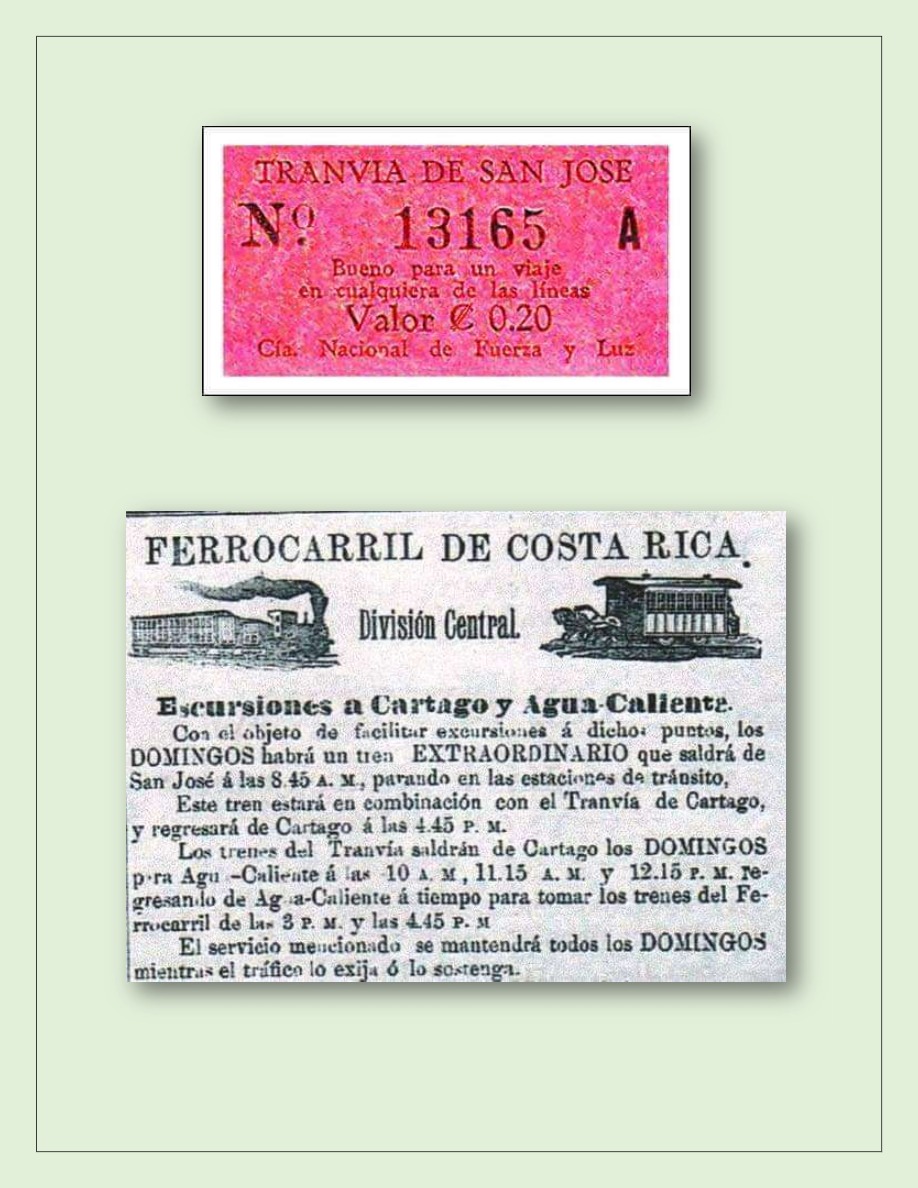 TRANVIA DE SAN JOSE
Nº 13165 A
Bueno para un viaje
en cualquiera de las líneas
Valor ₡ 0.20
Cía. Nacional de Fuerza y Luz
FERROCARRIL DE COSTA RICA.
División Central.
Escursiones a Cartago y Agua-Caliente.
Con el objeto de facilitar excursiones á dichos puntos, los
DOMINGOS habrá un tren EXTRAORDINARIO que saldrá de
San José á las 8.45 A. M., parando en las estaciones de tránsito,
Este tren estará en combinación con el Tranvía de Cartago,
y regresará de Cartago á las 4.45 P. M.
Los trenes del Tranvía saldrán de Cartago los DOMINGOS
para Agua-Caliente á las 10 A. M., 11.15 A. M. y 12.15 P. M. re-
gresando de Agua-Caliente á tiempo para tomar los trenes del Fe-
rrocarril de las 3 P. M. y las 4.45 P. M
El servicio mencionado se mantendrá todos los DOMINGOS
mientras el tráfico lo exija ó lo sostenga.